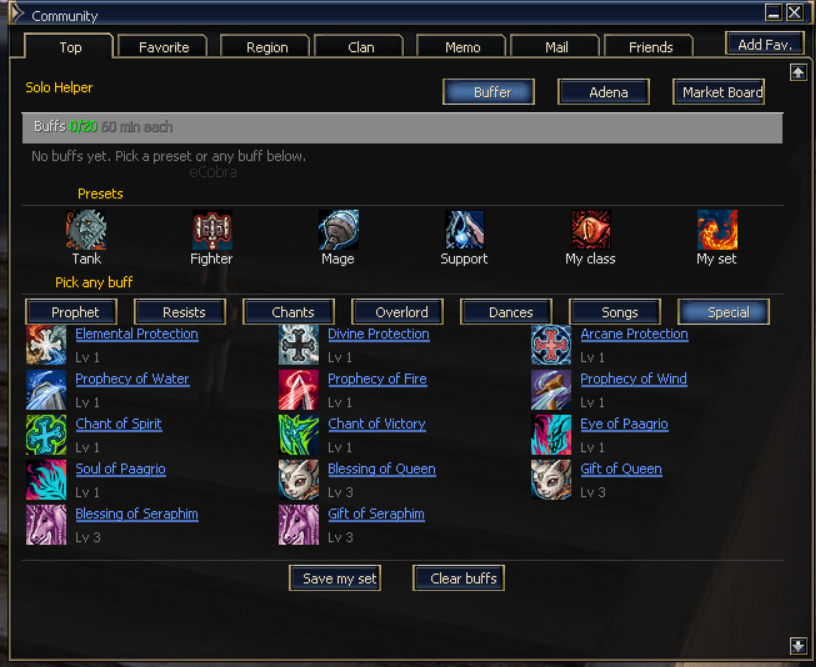 Community
Top Favorite Region Clan Memo Mail Friends Add Fav.
Solo Helper
Buffer Adena Market Board
Buffs 0/20 60 min each
No buffs yet. Pick a preset or any buff below.
eCobra
Presets
Tank Fighter Mage Support My class My set
Pick any buff
Prophet Resists Chants Overlord Dances Songs Special
Elemental Protection Divine Protection Arcane Protection
Lv 1 Lv 1 Lv 1
Prophecy of Water Prophecy of Fire Prophecy of Wind
Lv 1 Lv 1 Lv 1
Chant of Spirit Chant of Victory Eye of Paagrio
Lv 1 Lv 1 Lv 1
Soul of Paagrio Blessing of Queen Gift of Queen
Lv 1 Lv 3 Lv 3
Blessing of Seraphim Gift of Seraphim
Lv 3 Lv 3
Save my set Clear buffs